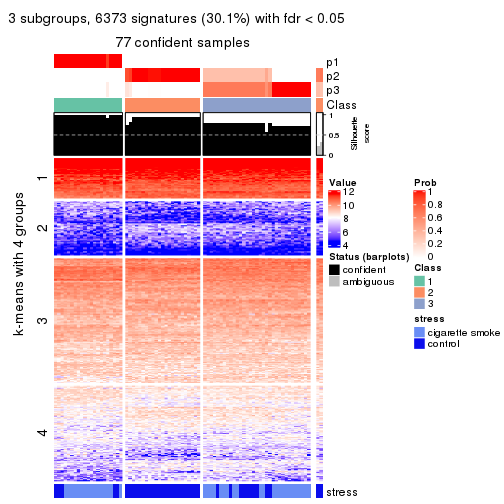 3 subgroups, 6373 signatures (30.1%) with fdr < 0.05
77 confident samples
p1
p2
p3
Class
1
0.5
0
Silhouette
score
k-means with 4 groups
1
2
3
4
Value
12
10
8
6
4
Status (barplots)
confident
ambiguous
Prob
1
0.8
0.6
0.4
0.2
0
Class
1
2
3
stress
cigarette smoke
control
stress